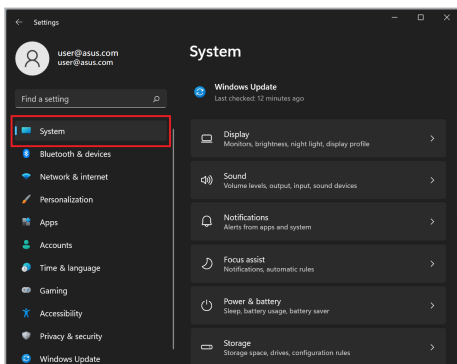 Settings
user@asus.com
user@asus.com
Find a setting
System
Bluetooth & devices
Network & internet
Personalization
Apps
Accounts
Time & language
Gaming
Accessibility
Privacy & security
Windows Update
System
Windows Update
Last checked: 12 minutes ago
Display
Monitors, brightness, night light, display profile
Sound
Volume levels, output, input, sound devices
Notifications
Alerts from apps and system
Focus assist
Notifications, automatic rules
Power & battery
Sleep, battery usage, battery saver
Storage
Storage space, drives, configuration rules